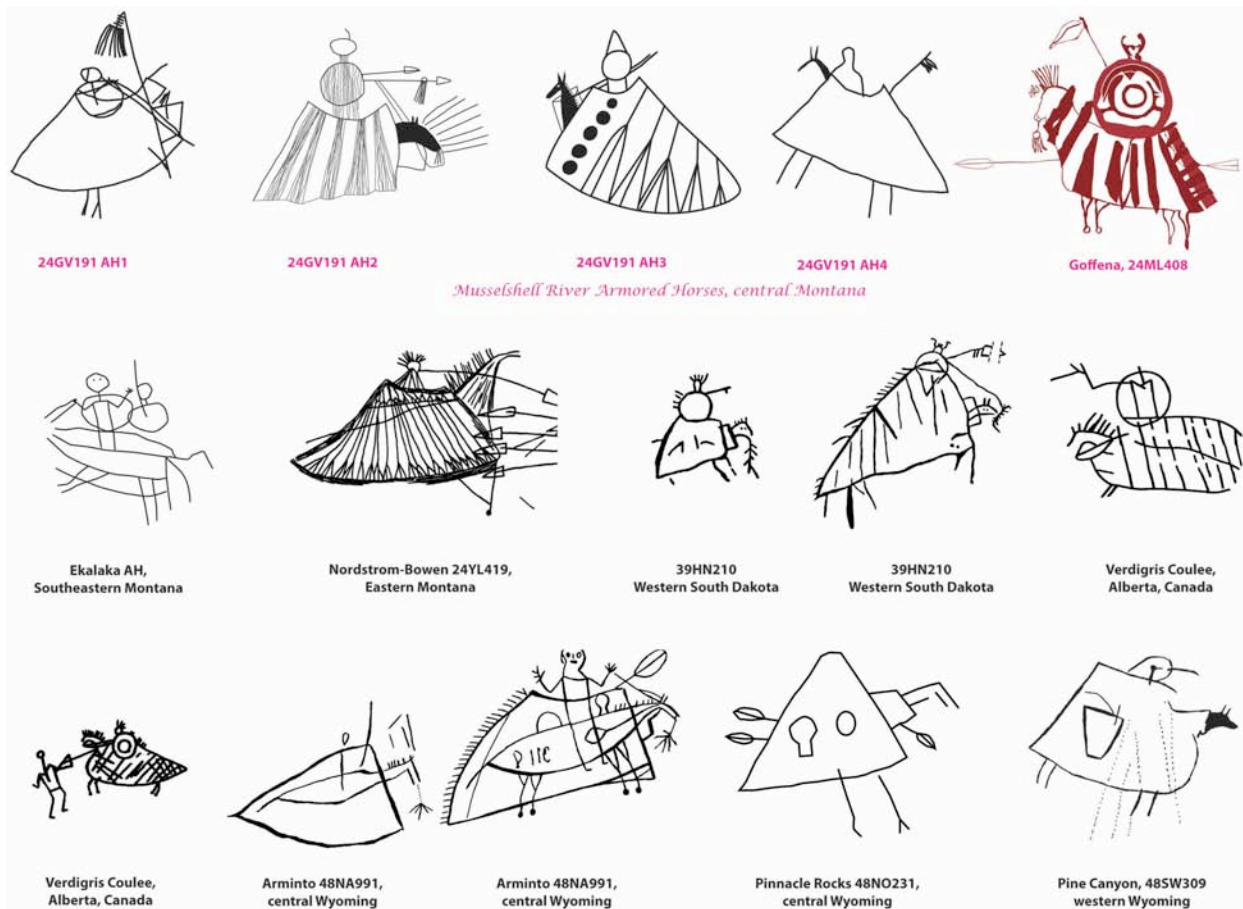 24GV191 AH1
24GV191 AH2
24GV191 AH3
24GV191 AH4
Goffena, 24ML408
Musselshell River Armored Horses, central Montana
Ekalaka AH,
Southeastern Montana
Nordstrom-Bowen 24YL419,
Eastern Montana
39HN210
Western South Dakota
39HN210
Western South Dakota
Verdigris Coulee,
Alberta, Canada
Verdigris Coulee,
Alberta, Canada
Arminto 48NA991,
central Wyoming
Arminto 48NA991,
central Wyoming
Pinnacle Rocks 48NO231,
central Wyoming
Pine Canyon, 48SW309
western Wyoming